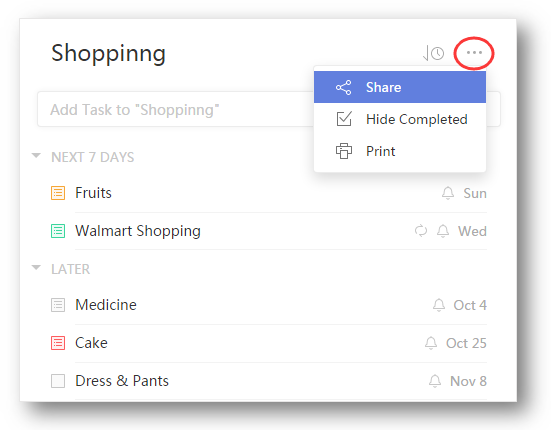 Shoppinng
Share
Add Task to "Shoppinng"
Hide Completed
Print
NEXT 7 DAYS
Fruits Sun
Walmart Shopping Wed
LATER
Medicine Oct 4
Cake Oct 25
Dress & Pants Nov 8